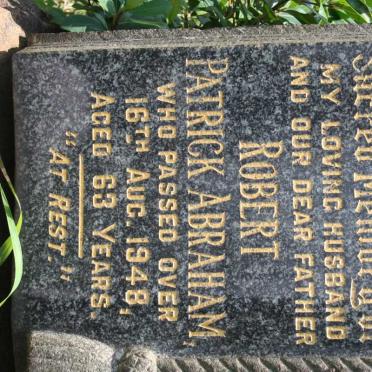 MY LOVING HUSBAND
AND OUR DEAR FATHER
ROBERT
PATRICK ABRAHAM,
WHO PASSED OVER
16TH AUG. 1948,
AGED 63 YEARS.
"AT REST."